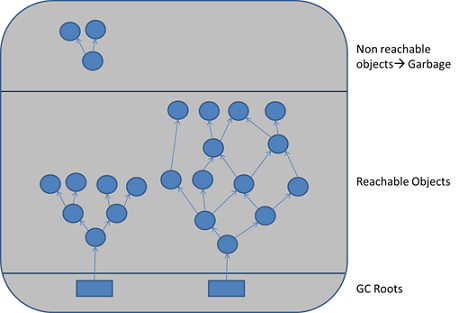 Non reachable
objects→ Garbage
Reachable Objects
GC Roots